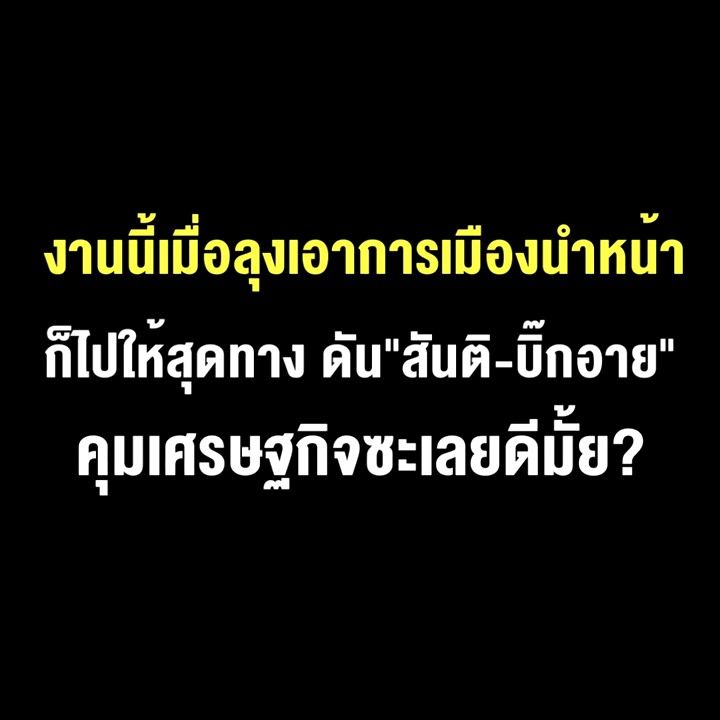 งานนี้เมื่อลุงเอาการเมืองนำหน้า
ก็ไปให้สุดทาง ดัน"สันติ-บิ๊กอาย"
คุมเศรษฐกิจซะเลยดีมั้ย?